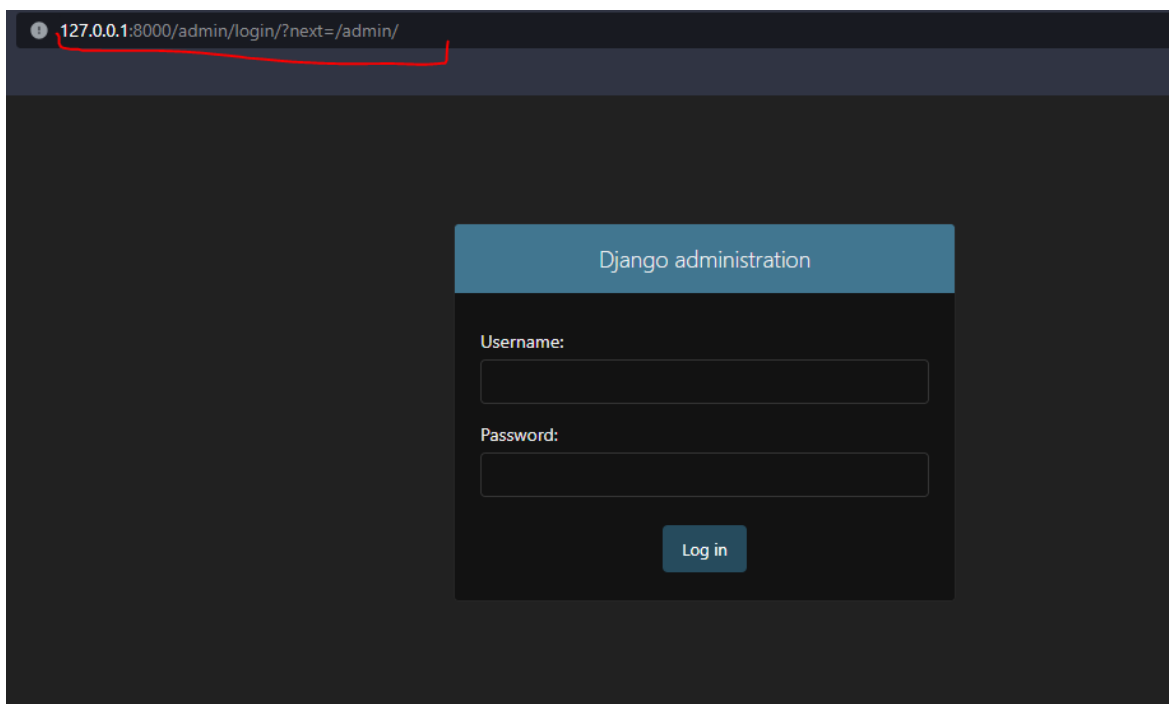 127.0.0.1:8000/admin/login/?next=/admin/
Django administration
Username:
Password:
Log in